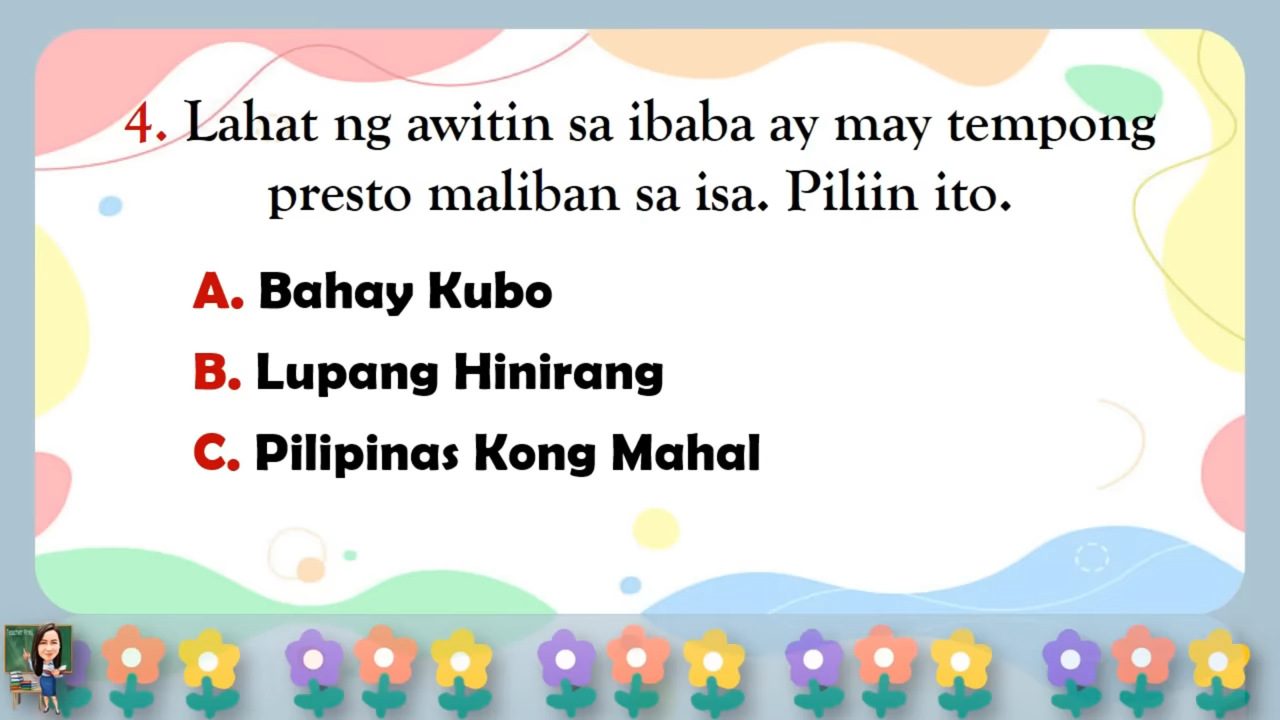 4. Lahat ng awitin sa ibaba ay may tempong
presto maliban sa isa. Piliin ito.
A. Bahay Kubo
B. Lupang Hinirang
C. Pilipinas Kong Mahal